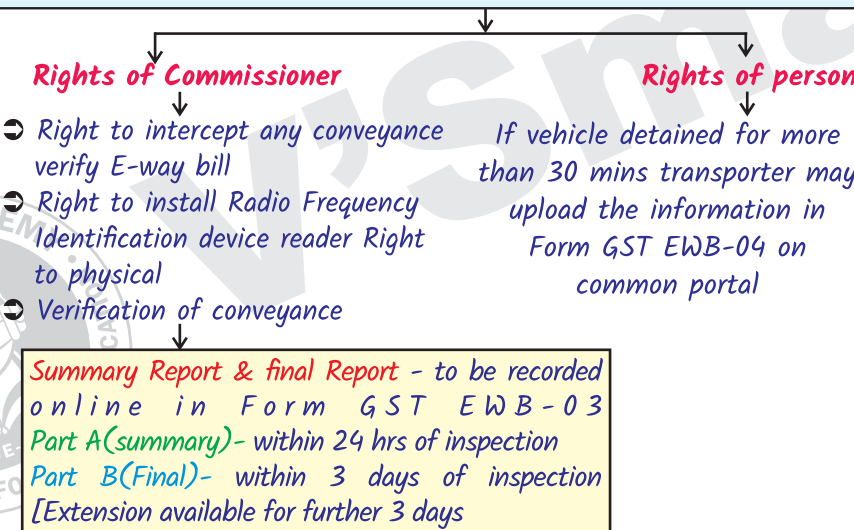 Rights of Commissioner
Right to intercept any conveyance
verify E-way bill
Right to install Radio Frequency
Identification device reader Right
to physical
Verification of conveyance
Summary Report & final Report - to be recorded
online in Form GST EWB-03
Part A(summary)- within 24 hrs of inspection
Part B(Final)- within 3 days of inspection
[Extension available for further 3 days
Rights of person
If vehicle detained for more
than 30 mins transporter may
upload the information in
Form GST EWB-04 on
common portal
V'Sma